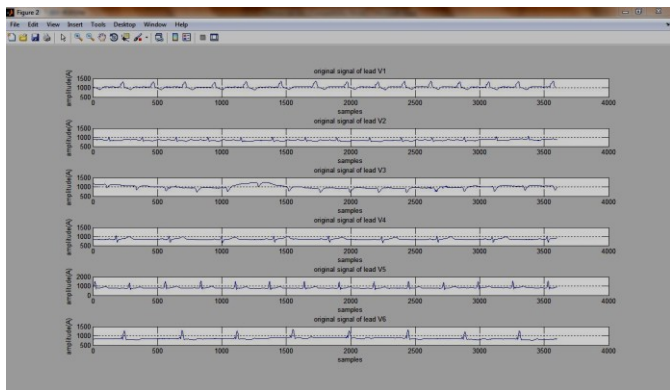 Figure 2
File Edit View Insert Tools Desktop Window Help
original signal of lead V1
amplitude(A)
1500
1000
500
0 500 1000 1500 2000 2500 3000 3500 4000
samples
original signal of lead V2
amplitude(A)
1500
1000
500
0 500 1000 1500 2000 2500 3000 3500 4000
samples
original signal of lead V3
amplitude(A)
1500
1000
500
0 500 1000 1500 2000 2500 3000 3500 4000
samples
original signal of lead V4
amplitude(A)
1500
1000
500
0 500 1000 1500 2000 2500 3000 3500 4000
samples
original signal of lead V5
amplitude(A)
2000
1000
0
0 500 1000 1500 2000 2500 3000 3500 4000
samples
original signal of lead V6
amplitude(A)
1500
1000
500
0 500 1000 1500 2000 2500 3000 3500 4000
samples